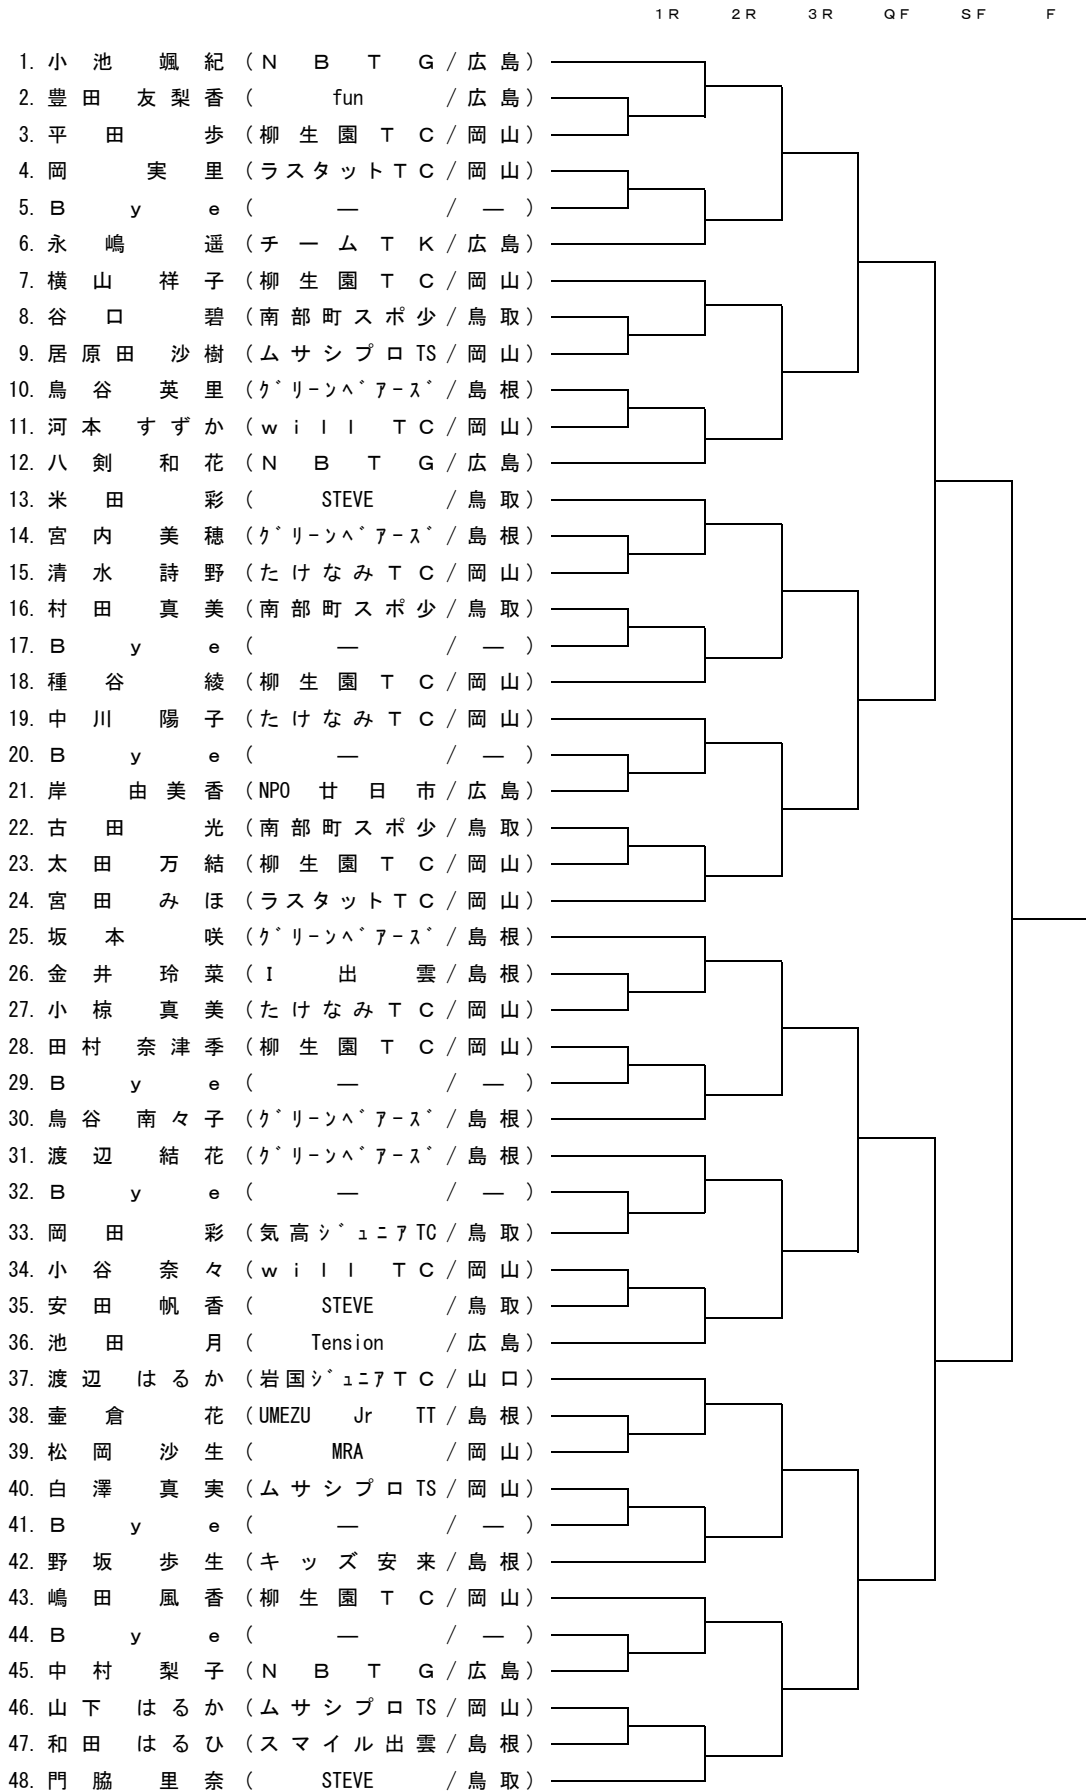 1R 2R 3R QF SF F
1. 小池 颯紀 (NBTG/広島)
2. 豊田 友梨香 (fun/広島)
3. 平田 歩 (柳生園TC/岡山)
4. 岡 実里 (ラスタットTC/岡山)
5. Bye (―/―)
6. 永嶋 遥 (チームTK/広島)
7. 横山 祥子 (柳生園TC/岡山)
8. 谷口 碧 (南部町スポ少/鳥取)
9. 居原田 沙樹 (ムサシプロTS/岡山)
10. 鳥谷 英里 (グリーンベアーズ/島根)
11. 河本 すずか (will TC/岡山)
12. 八剣 和花 (NBTG/広島)
13. 米田 彩 (STEVE/鳥取)
14. 宮内 美穂 (グリーンベアーズ/島根)
15. 清水 詩野 (たけなみTC/岡山)
16. 村田 真美 (南部町スポ少/鳥取)
17. Bye (―/―)
18. 種谷 綾 (柳生園TC/岡山)
19. 中川 陽子 (たけなみTC/岡山)
20. Bye (―/―)
21. 岸 由美香 (NPO廿日市/広島)
22. 古田 光 (南部町スポ少/鳥取)
23. 太田 万結 (柳生園TC/岡山)
24. 宮田 みほ (ラスタットTC/岡山)
25. 坂本 咲 (グリーンベアーズ/島根)
26. 金井 玲菜 (I出雲/島根)
27. 小椋 真美 (たけなみTC/岡山)
28. 田村 奈津季 (柳生園TC/岡山)
29. Bye (―/―)
30. 鳥谷 南々子 (グリーンベアーズ/島根)
31. 渡辺 結花 (グリーンベアーズ/島根)
32. Bye (―/―)
33. 岡田 彩 (気高ジュニアTC/鳥取)
34. 小谷 奈々 (will TC/岡山)
35. 安田 帆香 (STEVE/鳥取)
36. 池田 月 (Tension/広島)
37. 渡辺 はるか (岩国ジュニアTC/山口)
38. 壷倉 花 (UMEZU Jr TT/島根)
39. 松岡 沙生 (MRA/岡山)
40. 白澤 真実 (ムサシプロTS/岡山)
41. Bye (―/―)
42. 野坂 歩生 (キッズ安来/島根)
43. 嶋田 風香 (柳生園TC/岡山)
44. Bye (―/―)
45. 中村 梨子 (NBTG/広島)
46. 山下 はるか (ムサシプロTS/岡山)
47. 和田 はるひ (スマイル出雲/島根)
48. 門脇 里奈 (STEVE/鳥取)